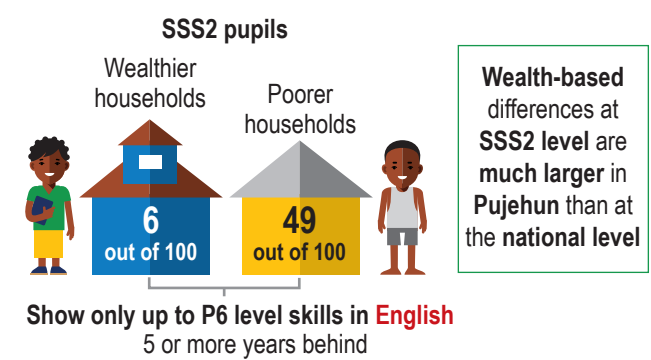 SSS2 pupils
Wealthier
households
Poorer
households
6
out of 100
49
out of 100
Show only up to P6 level skills in English
5 or more years behind
Wealth-based
differences at
SSS2 level are
much larger in
Pujehun than at
the national level